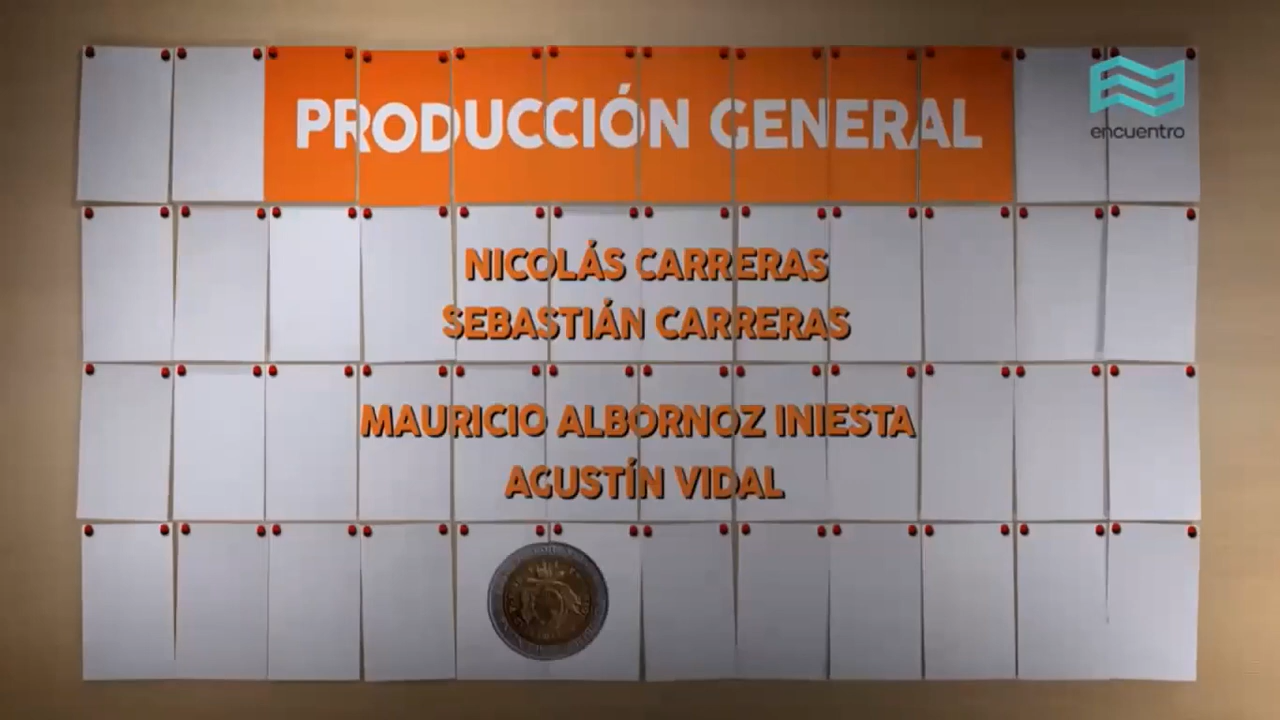 PRODUCCIÓN GENERAL
encuentro
NICOLÁS CARRERAS
SEBASTIÁN CARRERAS
MAURICIO ALBORNOZ INIESTA
AGUSTÍN VIDAL